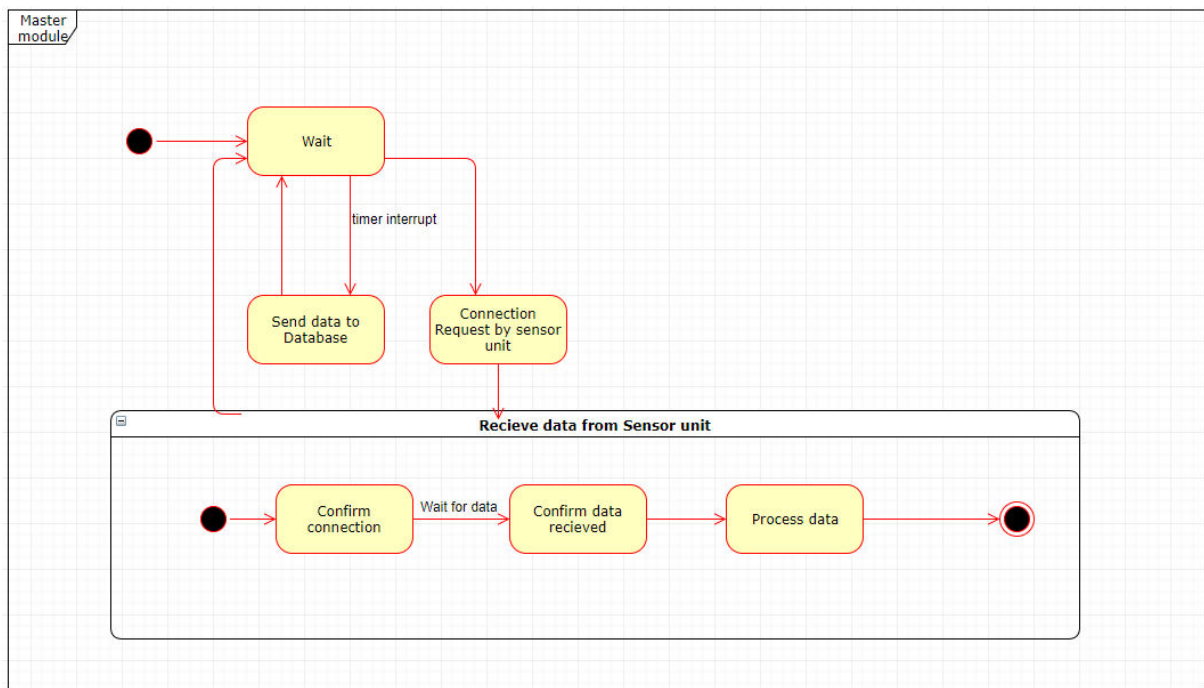 Master
module
Wait
timer interrupt
Send data to
Database
Connection
Request by sensor
unit
Recieve data from Sensor unit
Confirm
connection
Wait for data
Confirm data
recieved
Process data